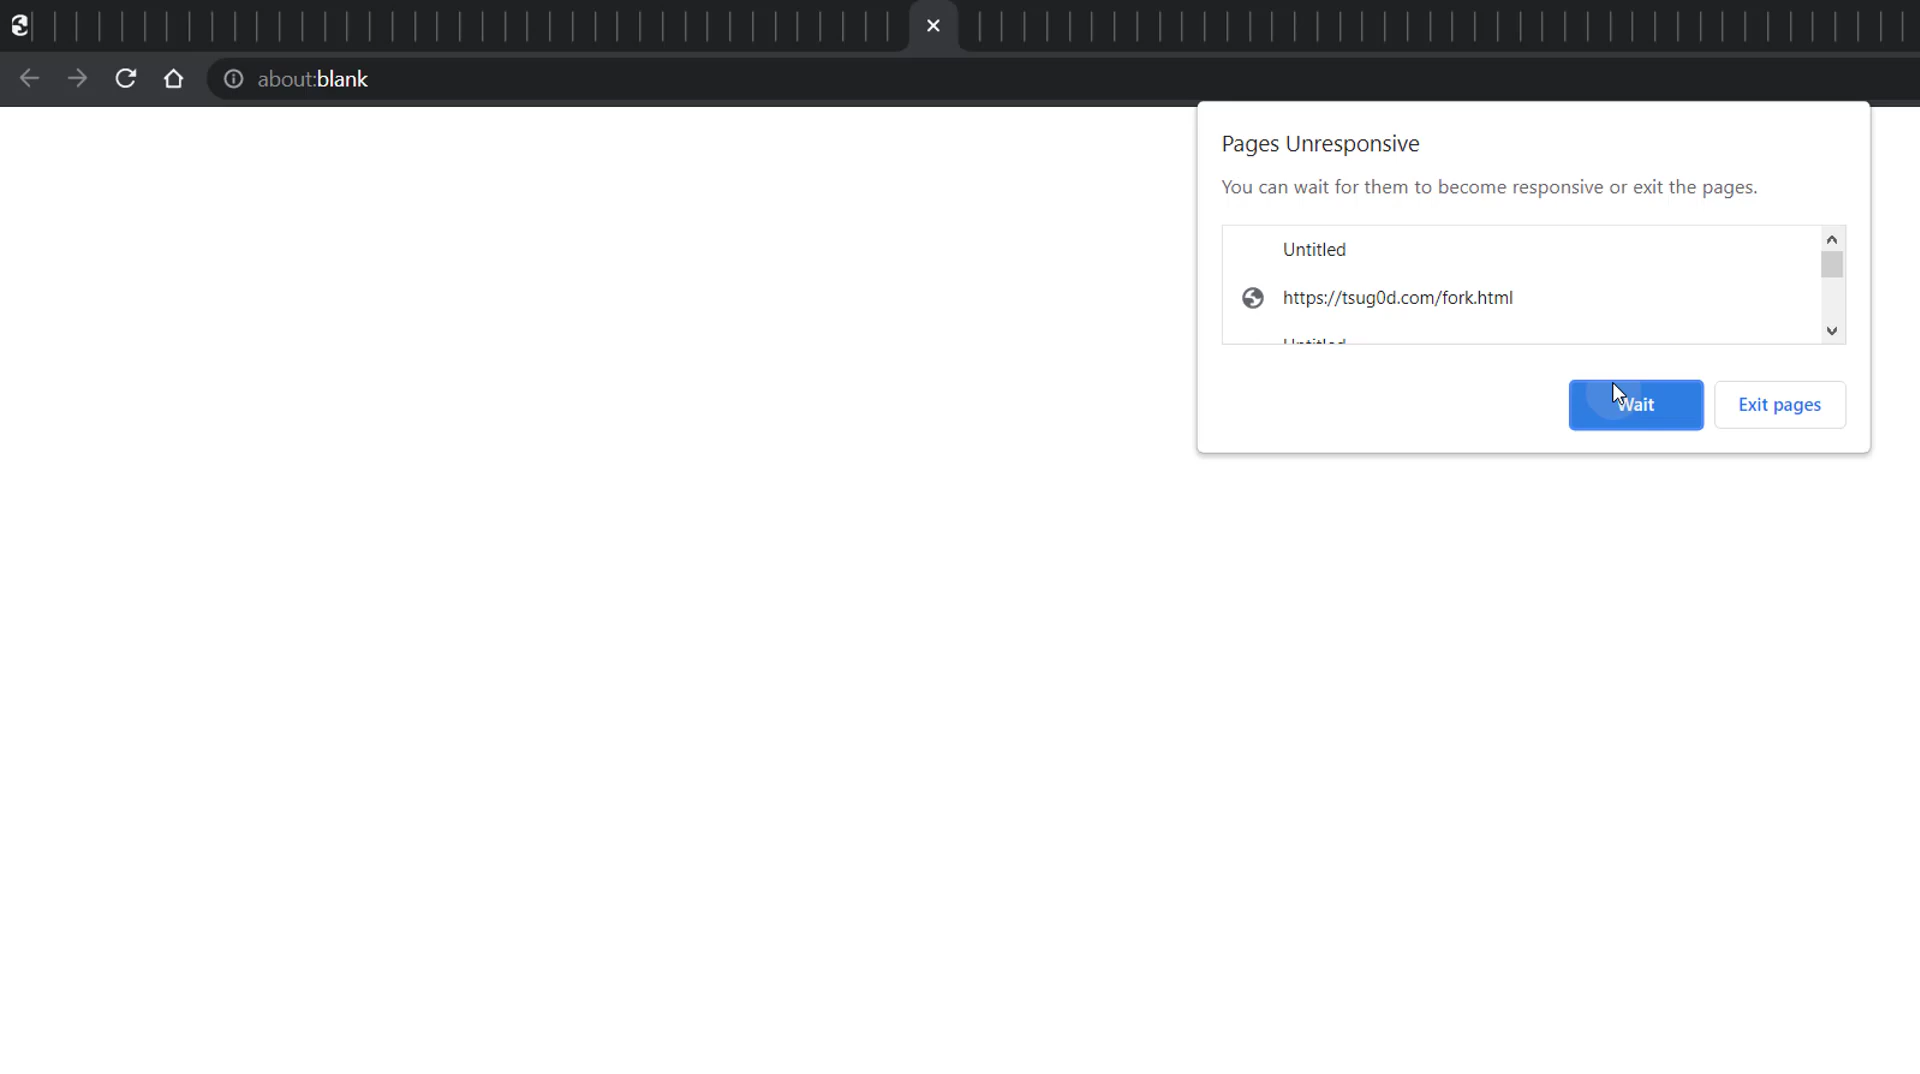 about:blank
Pages Unresponsive
You can wait for them to become responsive or exit the pages.
Untitled
https://tsug0d.com/fork.html
Untitled
Wait
Exit pages